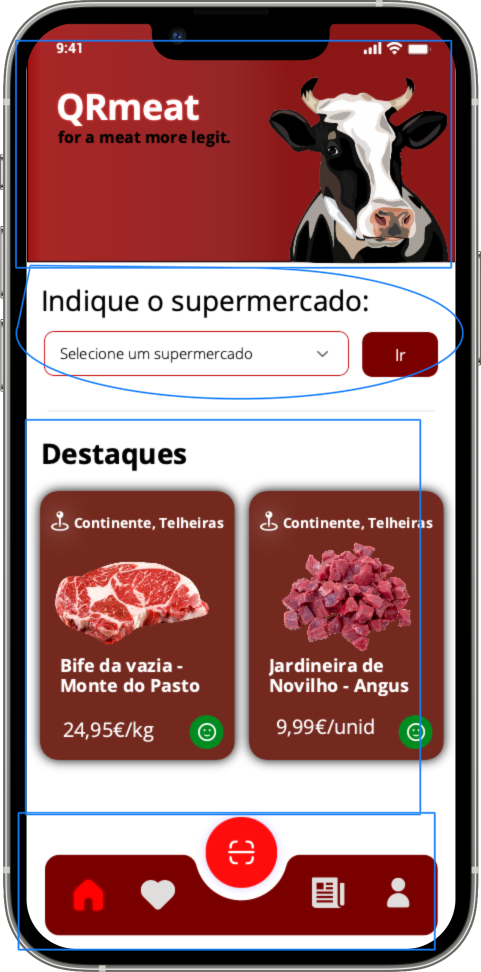 9:41
QRmeat
for a meat more legit.
Indique o supermercado:
Selecione um supermercado
Ir
Destaques
Continente, Telheiras
Bife da vazia -
Monte do Pasto
24,95€/kg
Continente, Telheiras
Jardineira de
Novilho - Angus
9,99€/unid